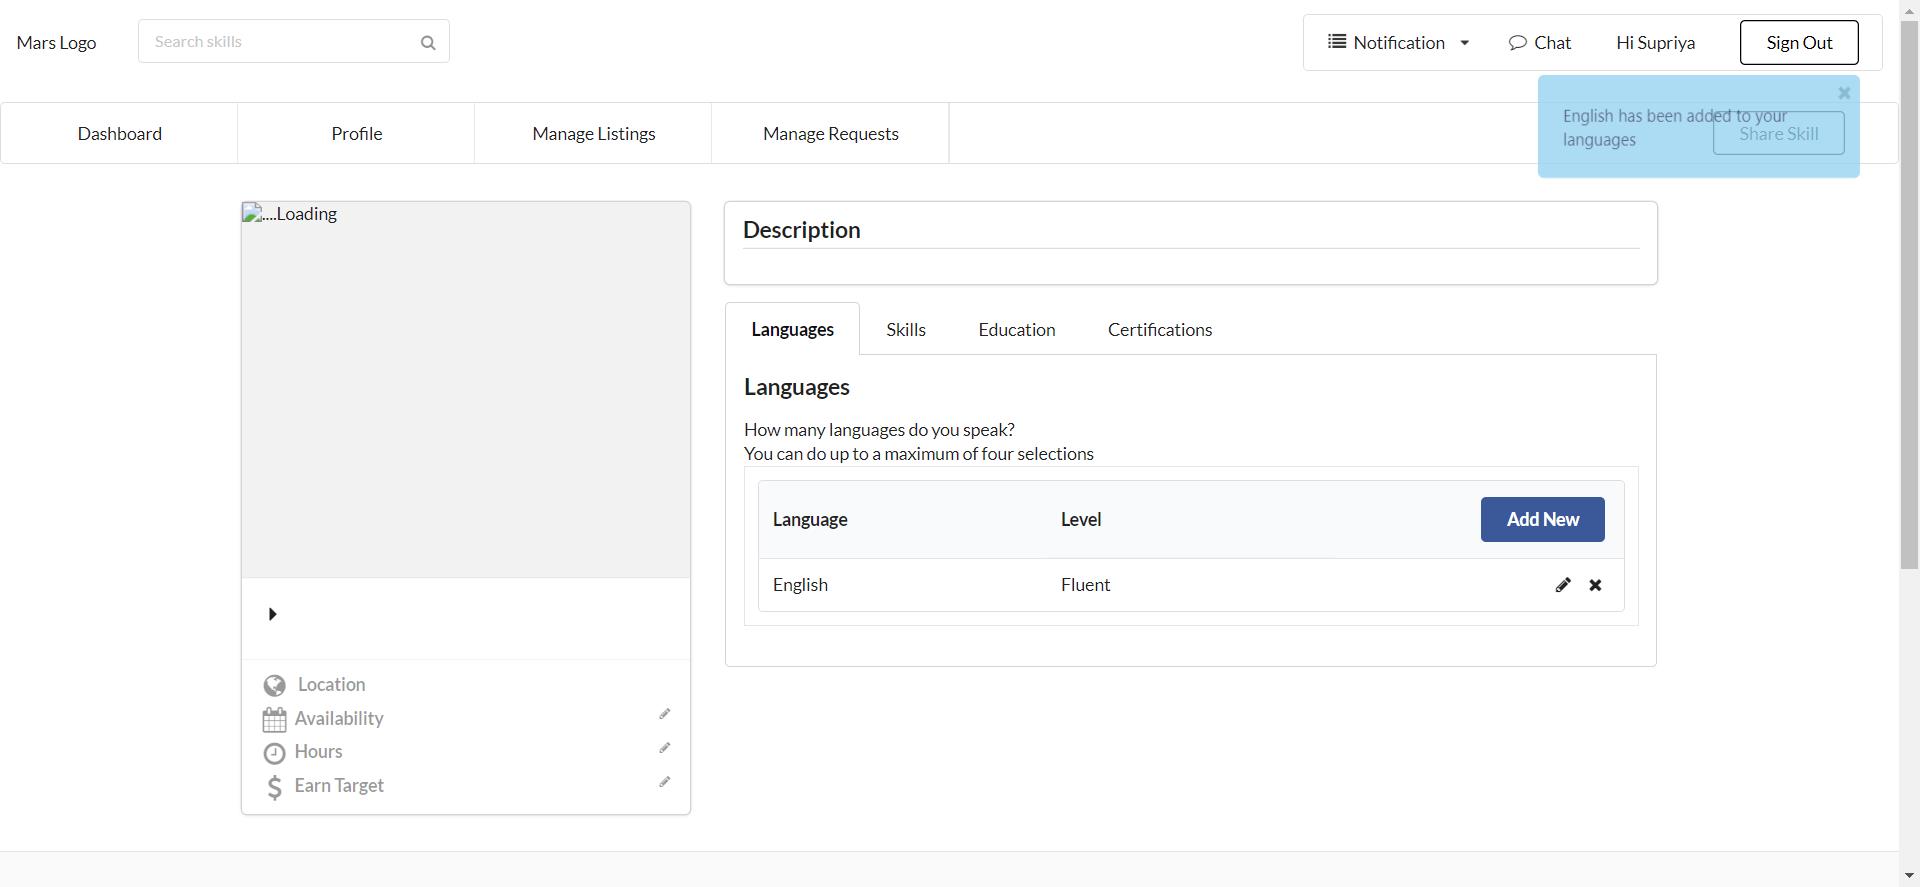 Mars Logo
Search skills
Notification
Chat
Hi Supriya
Sign Out
English has been added to your
languages
Dashboard
Profile
Manage Listings
Manage Requests
Share Skill
....Loading
Location
Availability
Hours
Earn Target
Description
Languages
Skills
Education
Certifications
Languages
How many languages do you speak?
You can do up to a maximum of four selections
Language
Level
Add New
English
Fluent